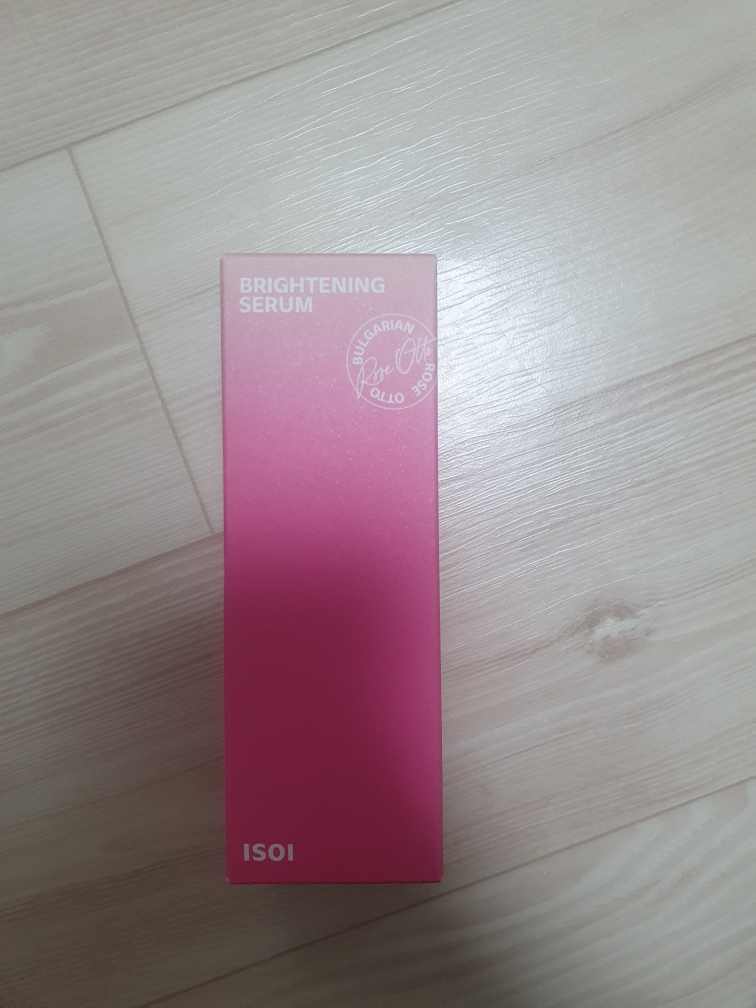 BRIGHTENING
SERUM
BULGARIAN ROSE OTTO
Rose Otto
ISOI